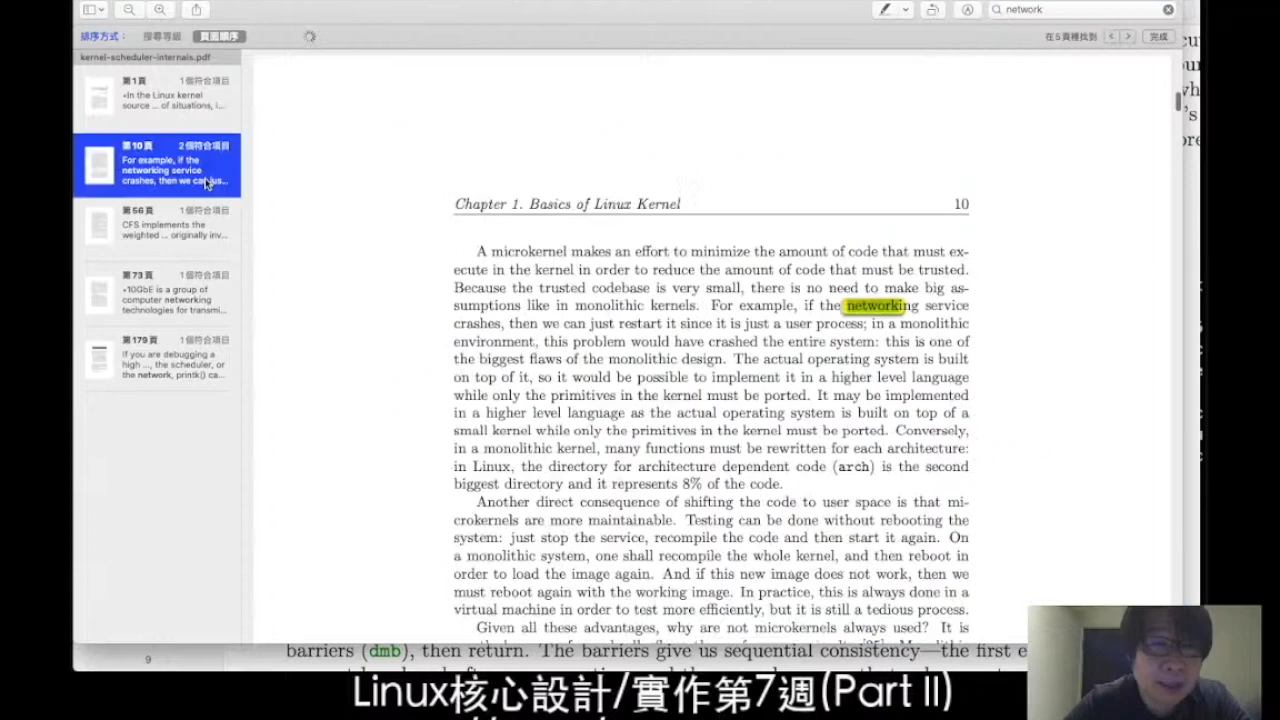 network
排序方式：
搜尋等級
頁面順序
在5頁裡找到
完成
kernel-scheduler-internals.pdf
第1頁 1個符合項目
•In the Linux kernel
source ... of situations, i...
第10頁 2個符合項目
For example, if the
networking service
crashes, then we can jus...
第56頁 1個符合項目
CFS implements the
weighted ... originally inv...
第73頁 1個符合項目
•10GbE is a group of
computer networking
technologies for transmi...
第179頁 1個符合項目
If you are debugging a
high ..., the scheduler, or
the network, printk() ca...
Chapter 1. Basics of Linux Kernel 10
A microkernel makes an effort to minimize the amount of code that must ex-
ecute in the kernel in order to reduce the amount of code that must be trusted.
Because the trusted codebase is very small, there is no need to make big as-
sumptions like in monolithic kernels. For example, if the networking service
crashes, then we can just restart it since it is just a user process; in a monolithic
environment, this problem would have crashed the entire system: this is one of
the biggest flaws of the monolithic design. The actual operating system is built
on top of it, so it would be possible to implement it in a higher level language
while only the primitives in the kernel must be ported. It may be implemented
in a higher level language as the actual operating system is built on top of a
small kernel while only the primitives in the kernel must be ported. Conversely,
in a monolithic kernel, many functions must be rewritten for each architecture:
in Linux, the directory for architecture dependent code (arch) is the second
biggest directory and it represents 8% of the code.
Another direct consequence of shifting the code to user space is that mi-
crokernels are more maintainable. Testing can be done without rebooting the
system: just stop the service, recompile the code and then start it again. On
a monolithic system, one shall recompile the whole kernel, and then reboot in
order to load the image again. And if this new image does not work, then we
must reboot again with the working image. In practice, this is always done in a
virtual machine in order to test more efficiently, but it is still a tedious process.
Given all these advantages, why are not microkernels always used? It is
9
barriers (dmb), then return. The barriers give us sequential consistency—the first e
Linux核心設計/實作第7週(Part II)